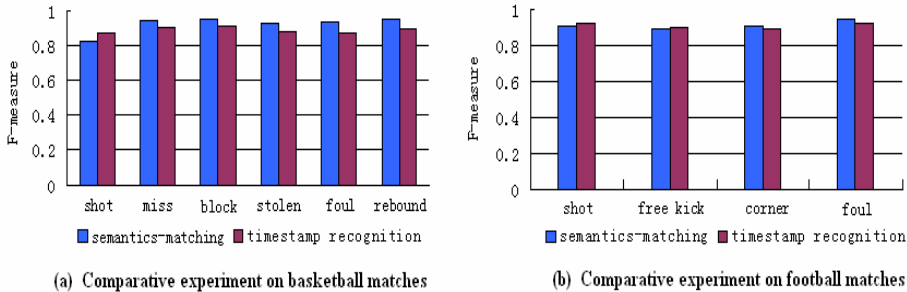 F-measure
1
0.8
0.6
0.4
0.2
0
shot miss block stolen foul rebound
semantics-matching timestamp recognition
(a) Comparative experiment on basketball matches
F-measure
1
0.8
0.6
0.4
0.2
0
shot free kick corner foul
semantics-matching timestamp recognition
(b) Comparative experiment on football matches